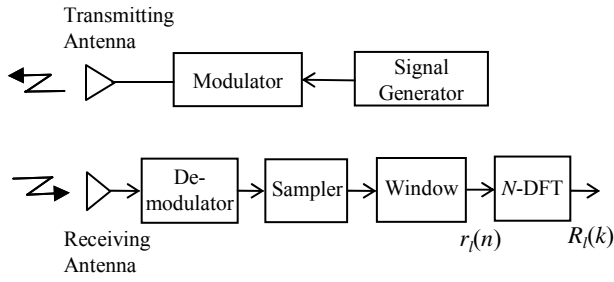 Transmitting
Antenna
Modulator
Signal
Generator
De-
modulator
Sampler
Window
N-DFT
Receiving
Antenna
r_l(n)
R_l(k)